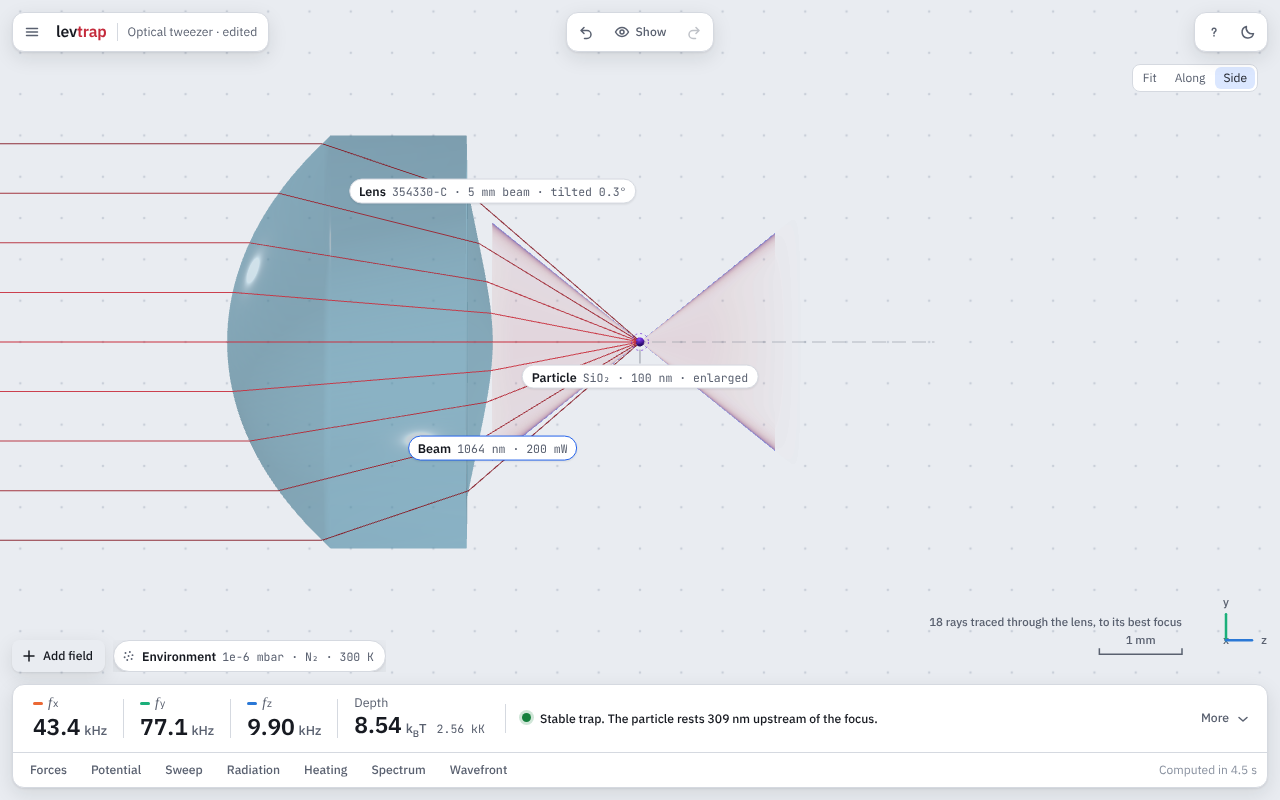 levtrap
Optical tweezer · edited
Show
?
Fit
Along
Side
Lens 354330-C · 5 mm beam · tilted 0.3°
Particle SiO₂ · 100 nm · enlarged
Beam 1064 nm · 200 mW
18 rays traced through the lens, to its best focus
1 mm
y
x
z
Add field
Environment 1e-6 mbar · N₂ · 300 K
fx
43.4 kHz
fy
77.1 kHz
fz
9.90 kHz
Depth
8.54 kBT 2.56 kK
Stable trap. The particle rests 309 nm upstream of the focus.
More
Forces
Potential
Sweep
Radiation
Heating
Spectrum
Wavefront
Computed in 4.5 s